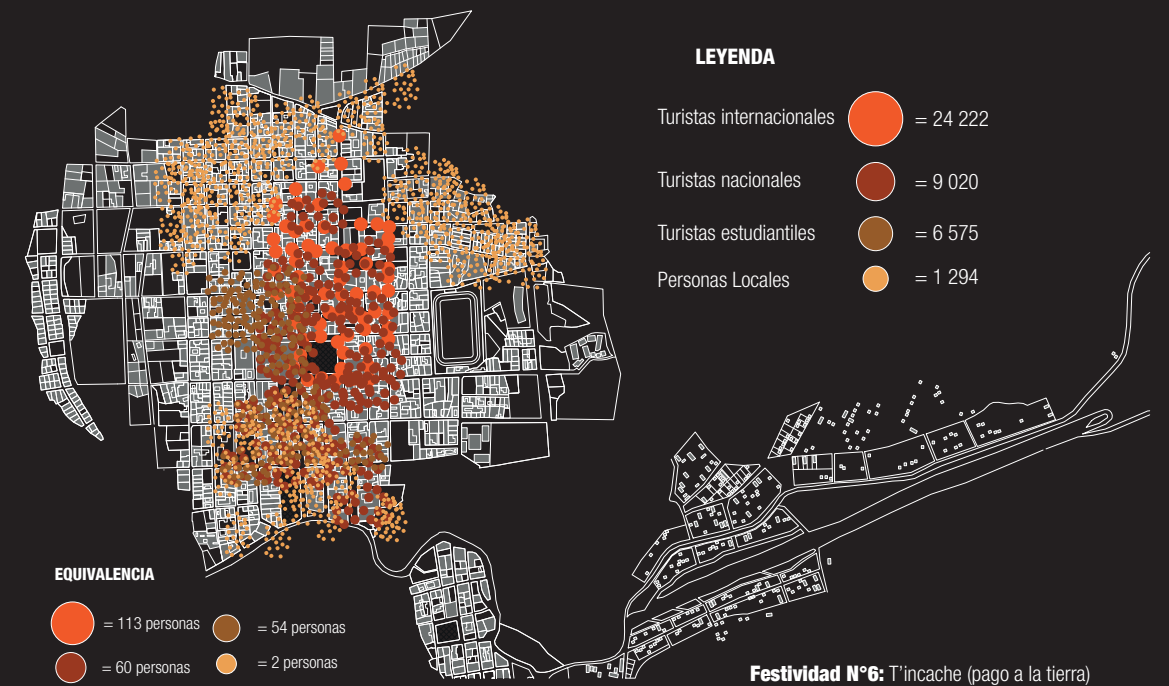 LEYENDA
Turistas internacionales = 24 222
Turistas nacionales = 9 020
Turistas estudiantiles = 6 575
Personas Locales = 1 294
EQUIVALENCIA
= 113 personas = 54 personas
= 60 personas = 2 personas
Festividad N°6: T'incache (pago a la tierra)